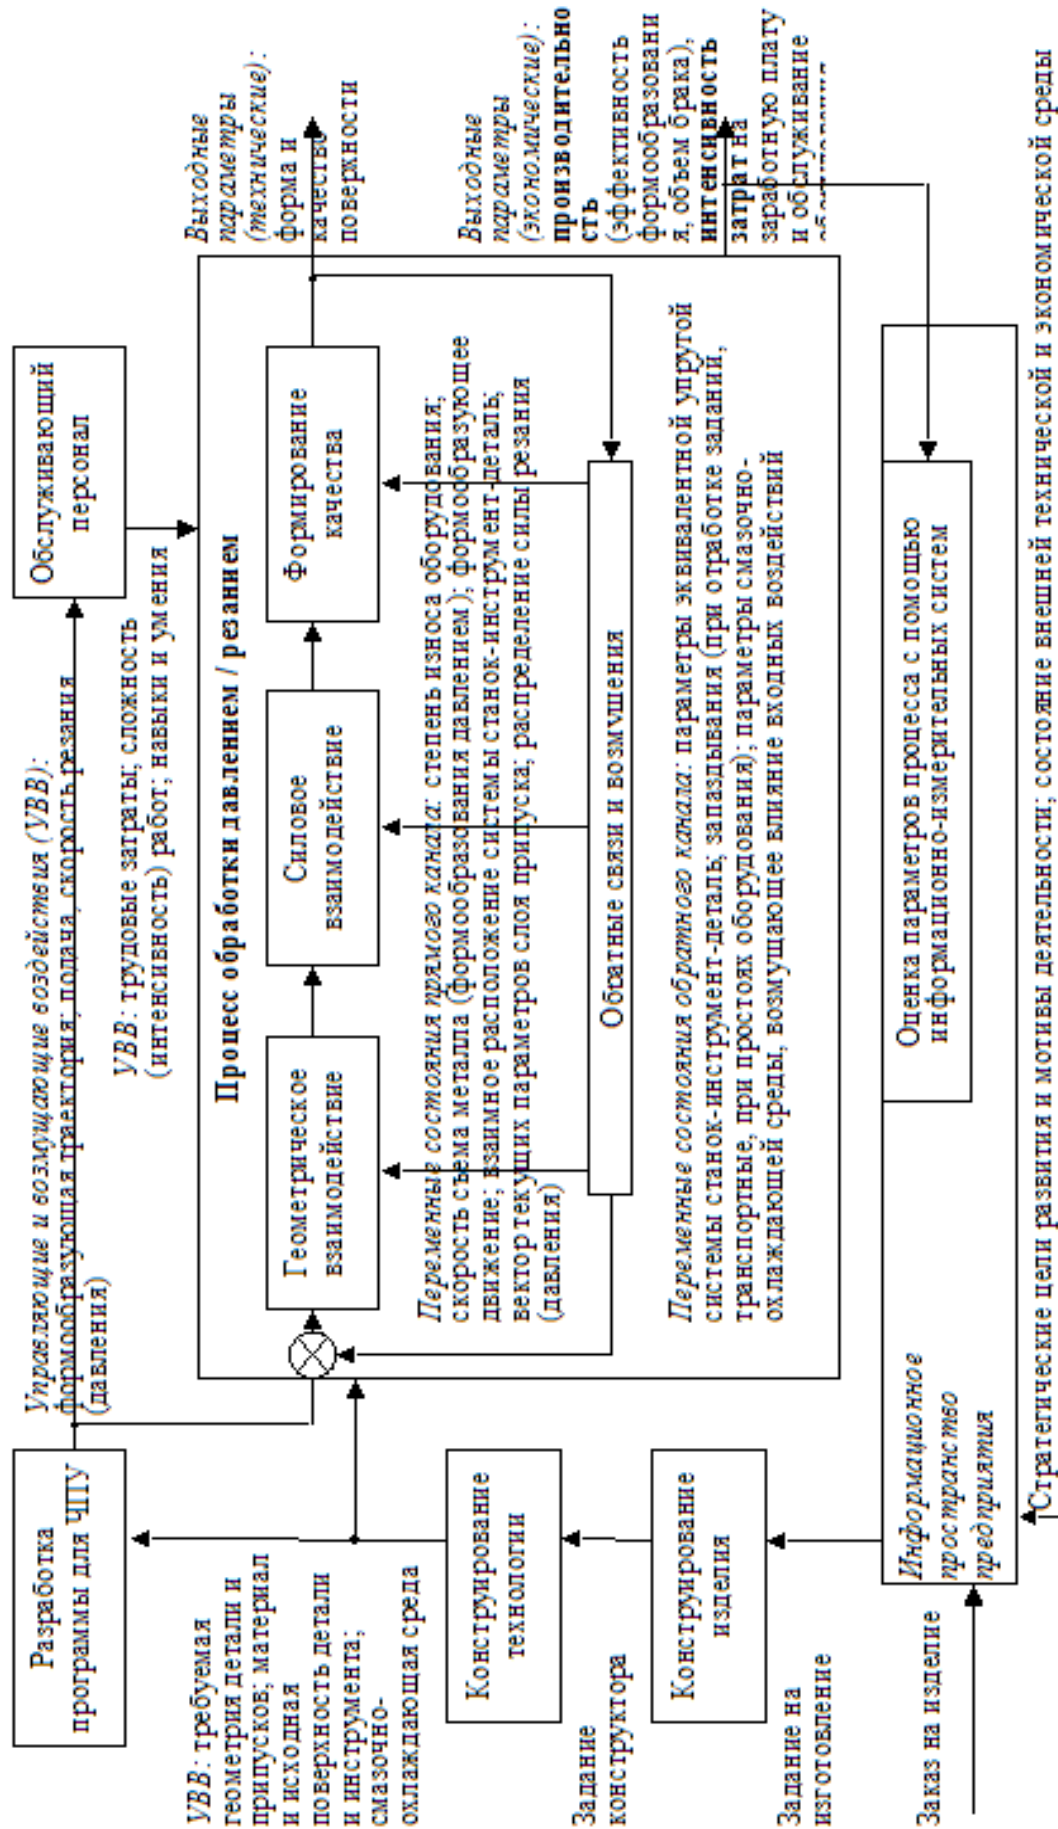 Разработка
программы для ЧПУ
Управляющие и возмущающие воздействия (УВВ):
формообразующая траектория; подача, скорость резания
(давления)
Обслуживающий
персонал
УВВ: трудовые затраты; сложность
(интенсивность) работ; навыки и умения
УВВ: требуемая
геометрия детали и
припусков; материал
и исходная
поверхность детали
и инструмента;
смазочно-
охлаждающая среда
Процесс обработки давлением / резанием
Геометрическое
взаимодействие
Силовое
взаимодействие
Формирование
качества
Выходные
параметры
(технические):
форма и
качество
поверхности
Переменные состояния прямого канала: степень износа оборудования;
скорость съема металла (формообразования давлением); формообразующее
движение; взаимное расположение системы станок-инструмент-деталь;
вектор текущих параметров слоя припуска; распределение силы резания
(давления)
Обратные связи и возмущения
Переменные состояния обратного канала: параметры эквивалентной упругой
системы станок-инструмент-деталь; запаздывания (при отработке заданий,
транспортные, при простоях оборудования); параметры смазочно-
охлаждающей среды, возмущающее влияние входных воздействий
Выходные
параметры
(экономические):
производительно
сть
(эффективность
формообразовани
я, объем брака),
интенсивность
затрат на
заработную плату
и обслуживание
Конструирование
технологии
Задание
конструктора
Конструирование
изделия
Задание на
изготовление
Информационное
пространство
предприятия
Оценка параметров процесса с помощью
информационно-измерительных систем
Заказ на изделие
Стратегические цели развития и мотивы деятельности; состояние внешней технической и экономической среды